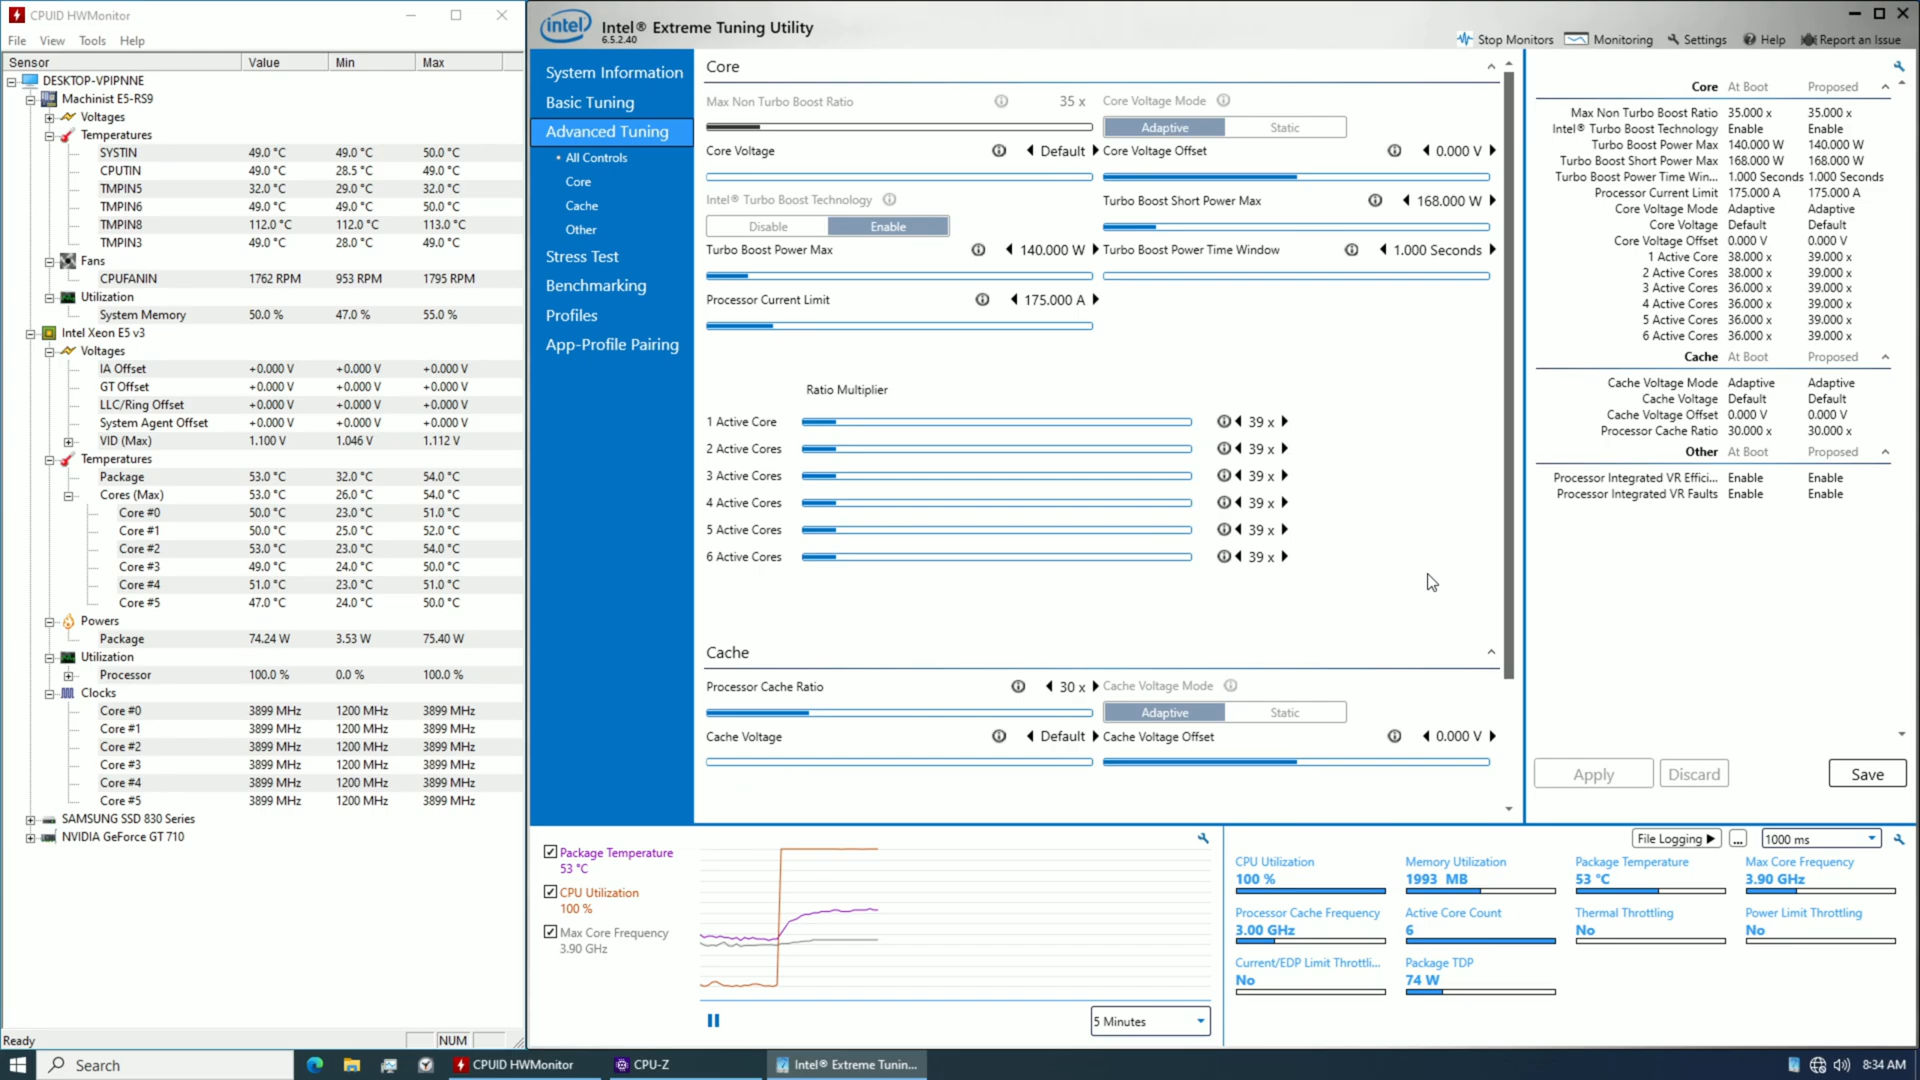 CPUID HWMonitor
File View Tools Help
Sensor Value Min Max
DESKTOP-VPIPNNE
Machinist E5-RS9
Voltages
Temperatures
SYSTIN 49.0 °C 49.0 °C 50.0 °C
CPUTIN 49.0 °C 28.5 °C 49.0 °C
TMPIN5 32.0 °C 29.0 °C 32.0 °C
TMPIN6 49.0 °C 49.0 °C 50.0 °C
TMPIN8 112.0 °C 112.0 °C 113.0 °C
TMPIN3 49.0 °C 28.0 °C 49.0 °C
Fans
CPUFANIN 1762 RPM 953 RPM 1795 RPM
Utilization
System Memory 50.0 % 47.0 % 55.0 %
Intel Xeon E5 v3
Voltages
IA Offset +0.000 V +0.000 V +0.000 V
GT Offset +0.000 V +0.000 V +0.000 V
LLC/Ring Offset +0.000 V +0.000 V +0.000 V
System Agent Offset +0.000 V +0.000 V +0.000 V
VID (Max) 1.100 V 1.046 V 1.112 V
Temperatures
Package 53.0 °C 32.0 °C 54.0 °C
Cores (Max) 53.0 °C 26.0 °C 54.0 °C
Core #0 50.0 °C 23.0 °C 51.0 °C
Core #1 50.0 °C 25.0 °C 52.0 °C
Core #2 53.0 °C 23.0 °C 54.0 °C
Core #3 49.0 °C 24.0 °C 50.0 °C
Core #4 51.0 °C 23.0 °C 51.0 °C
Core #5 47.0 °C 24.0 °C 50.0 °C
Powers
Package 74.24 W 3.53 W 75.40 W
Utilization
Processor 100.0 % 0.0 % 100.0 %
Clocks
Core #0 3899 MHz 1200 MHz 3899 MHz
Core #1 3899 MHz 1200 MHz 3899 MHz
Core #2 3899 MHz 1200 MHz 3899 MHz
Core #3 3899 MHz 1200 MHz 3899 MHz
Core #4 3899 MHz 1200 MHz 3899 MHz
Core #5 3899 MHz 1200 MHz 3899 MHz
SAMSUNG SSD 830 Series
NVIDIA GeForce GT 710
Ready NUM
intel Intel® Extreme Tuning Utility
6.5.2.40
Stop Monitors Monitoring Settings Help Report an Issue
System Information
Basic Tuning
Advanced Tuning
• All Controls
Core
Cache
Other
Stress Test
Benchmarking
Profiles
App-Profile Pairing
Core
Max Non Turbo Boost Ratio 35 x Core Voltage Mode
Adaptive Static
Core Voltage Default Core Voltage Offset 0.000 V
Intel® Turbo Boost Technology Turbo Boost Short Power Max 168.000 W
Disable Enable
Turbo Boost Power Max 140.000 W Turbo Boost Power Time Window 1.000 Seconds
Processor Current Limit 175.000 A
Ratio Multiplier
1 Active Core 39 x
2 Active Cores 39 x
3 Active Cores 39 x
4 Active Cores 39 x
5 Active Cores 39 x
6 Active Cores 39 x
Cache
Processor Cache Ratio 30 x Cache Voltage Mode
Adaptive Static
Cache Voltage Default Cache Voltage Offset 0.000 V
Core At Boot Proposed
Max Non Turbo Boost Ratio 35.000 x 35.000 x
Intel® Turbo Boost Technology Enable Enable
Turbo Boost Power Max 140.000 W 140.000 W
Turbo Boost Short Power Max 168.000 W 168.000 W
Turbo Boost Power Time Win... 1.000 Seconds 1.000 Seconds
Processor Current Limit 175.000 A 175.000 A
Core Voltage Mode Adaptive Adaptive
Core Voltage Default Default
Core Voltage Offset 0.000 V 0.000 V
1 Active Core 38.000 x 39.000 x
2 Active Cores 38.000 x 39.000 x
3 Active Cores 36.000 x 39.000 x
4 Active Cores 36.000 x 39.000 x
5 Active Cores 36.000 x 39.000 x
6 Active Cores 36.000 x 39.000 x
Cache At Boot Proposed
Cache Voltage Mode Adaptive Adaptive
Cache Voltage Default Default
Cache Voltage Offset 0.000 V 0.000 V
Processor Cache Ratio 30.000 x 30.000 x
Other At Boot Proposed
Processor Integrated VR Effici... Enable Enable
Processor Integrated VR Faults Enable Enable
Apply Discard Save
Package Temperature
53 °C
CPU Utilization
100 %
Max Core Frequency
3.90 GHz
5 Minutes
File Logging ... 1000 ms
CPU Utilization Memory Utilization Package Temperature Max Core Frequency
100 % 1993 MB 53 °C 3.90 GHz
Processor Cache Frequency Active Core Count Thermal Throttling Power Limit Throttling
3.00 GHz 6 No No
Current/EDP Limit Throttli... Package TDP
No 74 W
Search CPUID HWMonitor CPU-Z Intel® Extreme Tunin... 8:34 AM